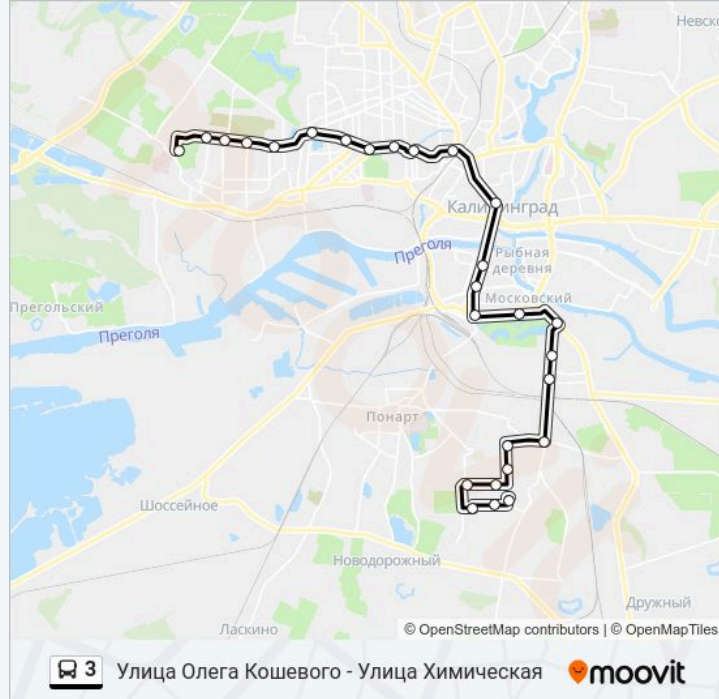 Невско
Калининград
Преголя
Рыбная
деревня
Московский
Прегольский
Преголя
Понарт
Шоссейное
Новодорожный
Дружный
Ласкино
© OpenStreetMap contributors | © OpenMapTiles
3 Улица Олега Кошевого - Улица Химическая moovit